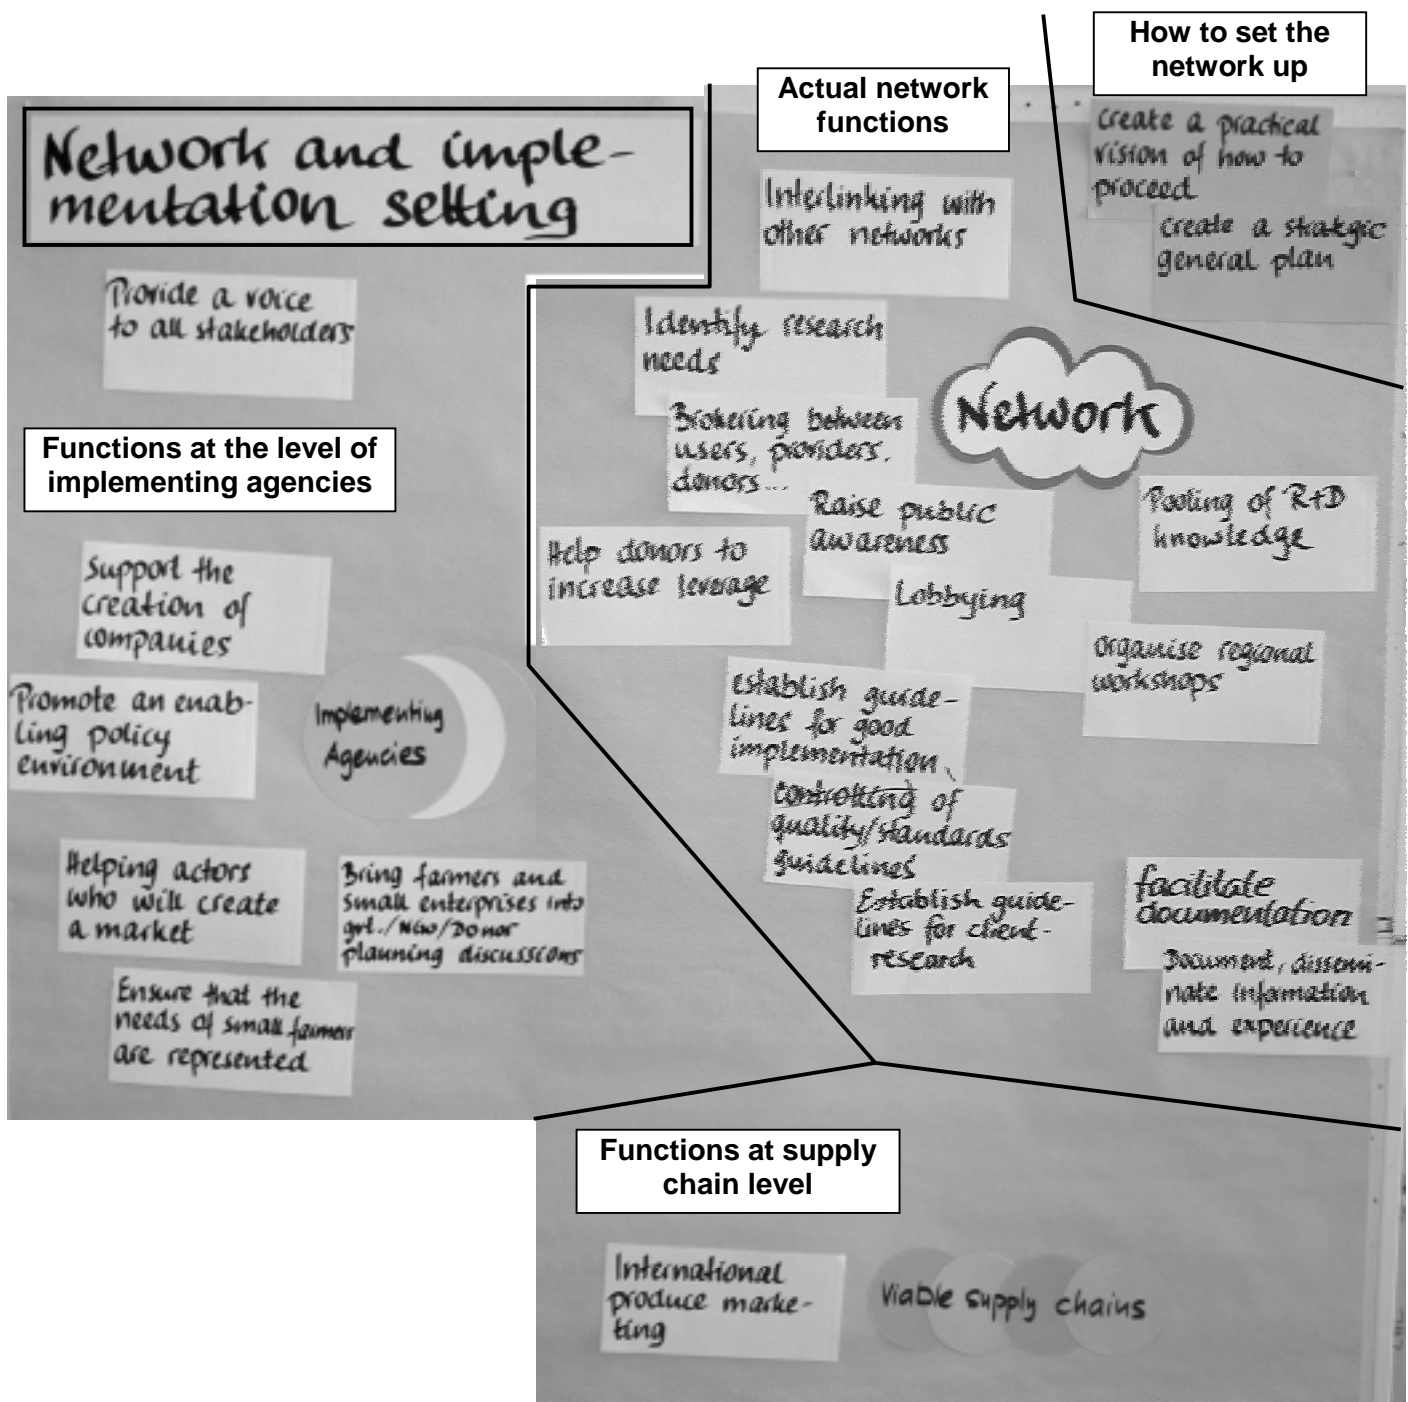 How to set the
network up
Actual network
functions
Network and imple-
mentation setting
create a practical
vision of how to
proceed
create a strategic
general plan
Interlinking with
other networks
Provide a voice
to all stakeholders
Identify research
needs
Network
Brokering between
users, providers,
donors...
Functions at the level of
implementing agencies
Raise public
awareness
Pooling of R+D
knowledge
Help donors to
increase leverage
Lobbying
Support the
creation of
companies
organise regional
workshops
establish guide-
lines for good
implementation
Promote an enab-
ling policy
environment
Implementing
Agencies
controlling of
quality/standards
guidelines
Helping actors
who will create
a market
Bring farmers and
small enterprises into
gvt./NGO/Donor
planning discussions
Establish guide-
lines for client-
research
facilitate
documentation
Document, dissemi-
nate information
and experience
Ensure that the
needs of small farmers
are represented
Functions at supply
chain level
International
produce marke-
ting
Viable supply chains